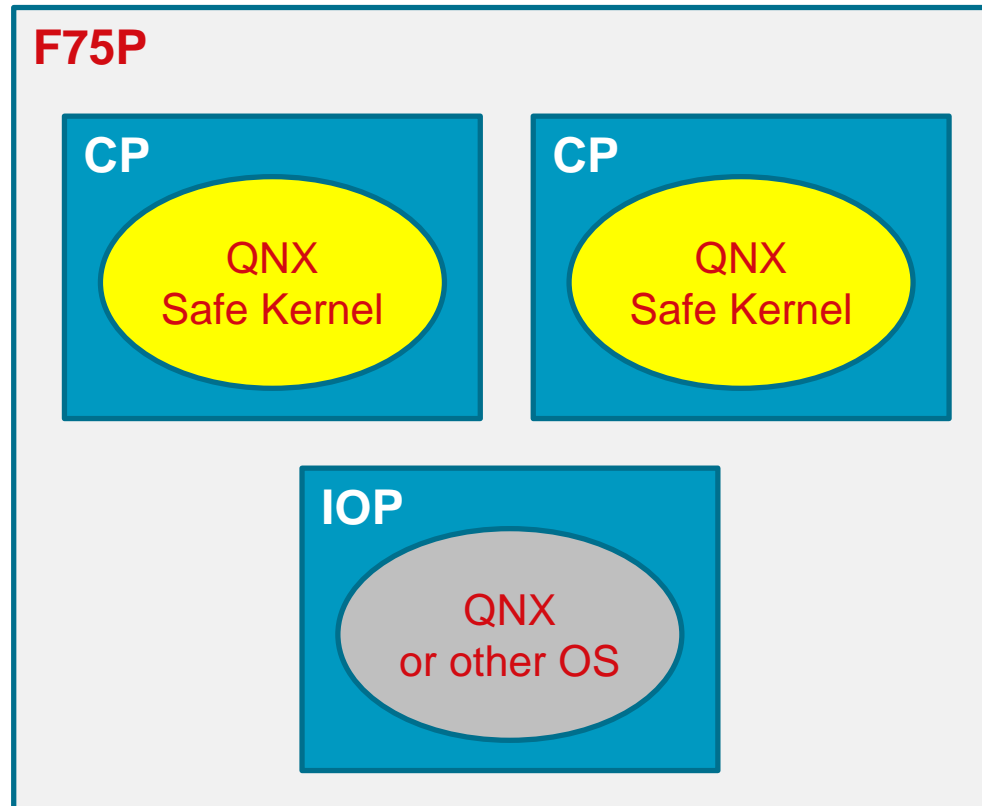 F75P
CP
QNX
Safe Kernel
CP
QNX
Safe Kernel
IOP
QNX
or other OS